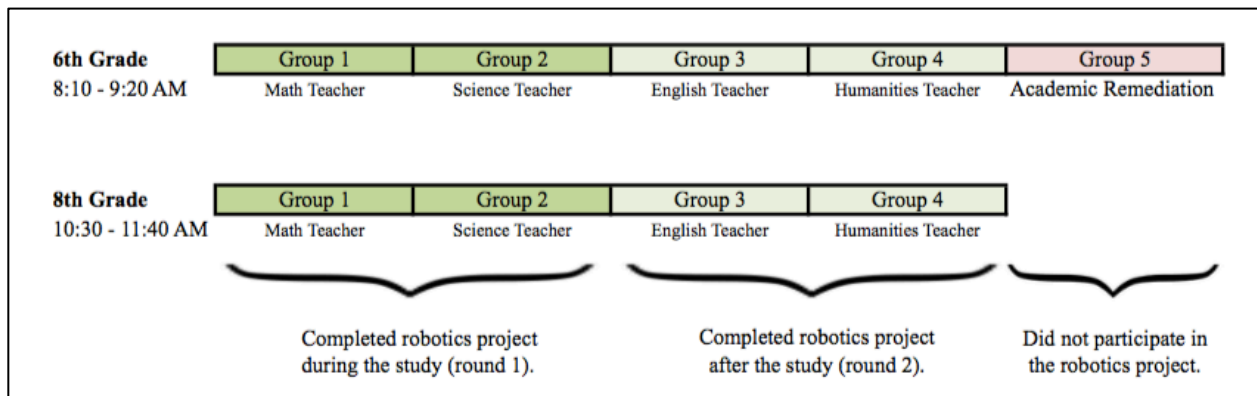 6th Grade
Group 1 Group 2 Group 3 Group 4 Group 5
8:10 - 9:20 AM Math Teacher Science Teacher English Teacher Humanities Teacher Academic Remediation
8th Grade
Group 1 Group 2 Group 3 Group 4
10:30 - 11:40 AM Math Teacher Science Teacher English Teacher Humanities Teacher
Completed robotics project
during the study (round 1).
Completed robotics project
after the study (round 2).
Did not participate in
the robotics project.